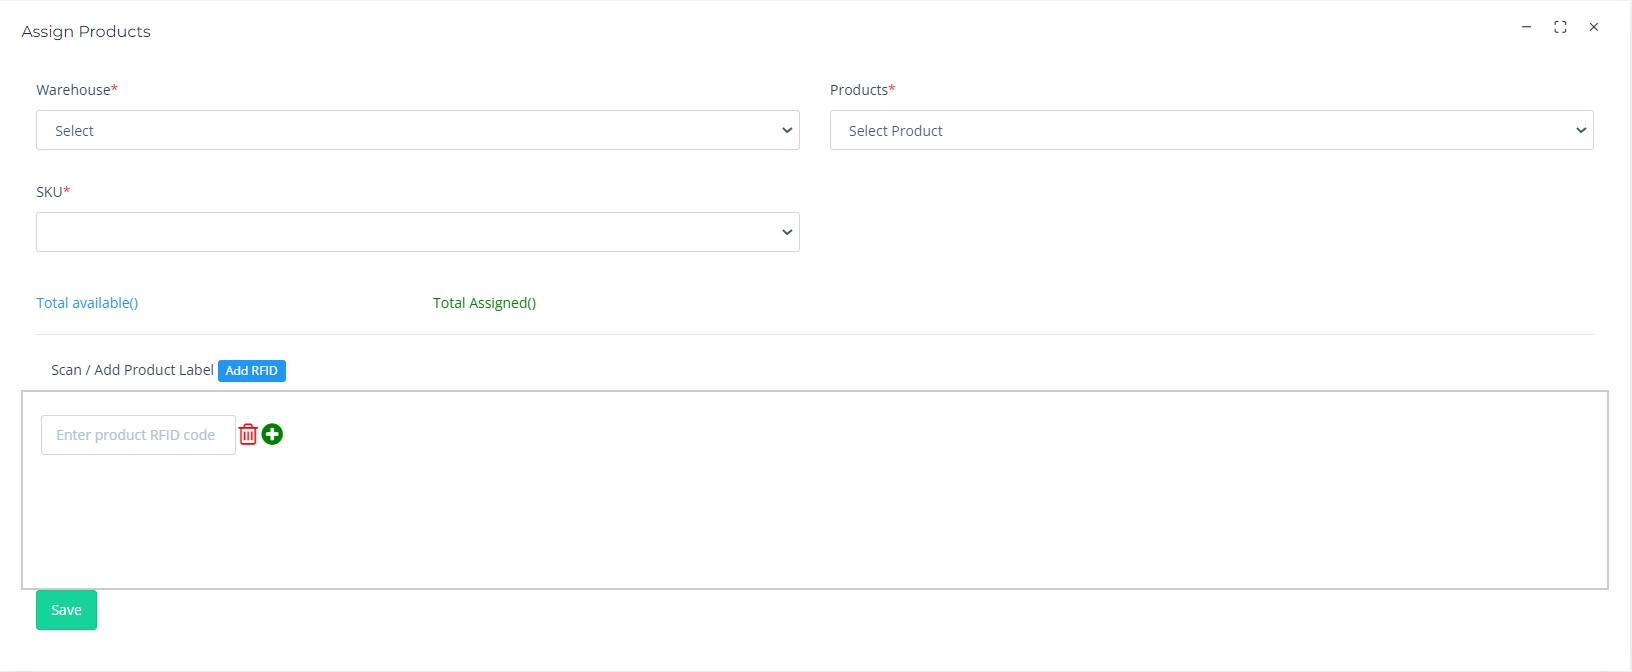 Assign Products
Warehouse*
Products*
Select
Select Product
SKU*
Total available()
Total Assigned()
Scan / Add Product Label Add RFID
Enter product RFID code
Save